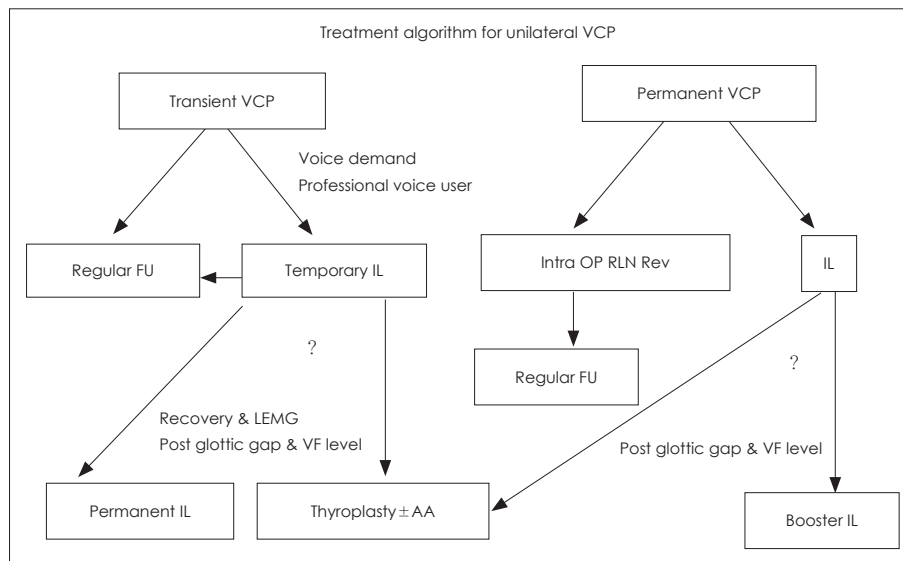 Treatment algorithm for unilateral VCP
Transient VCP
Permanent VCP
Voice demand
Professional voice user
Regular FU
Temporary IL
Intra OP RLN Rev
IL
?
Regular FU
?
Recovery & LEMG
Post glottic gap & VF level
Post glottic gap & VF level
Permanent IL
Thyroplasty ± AA
Booster IL